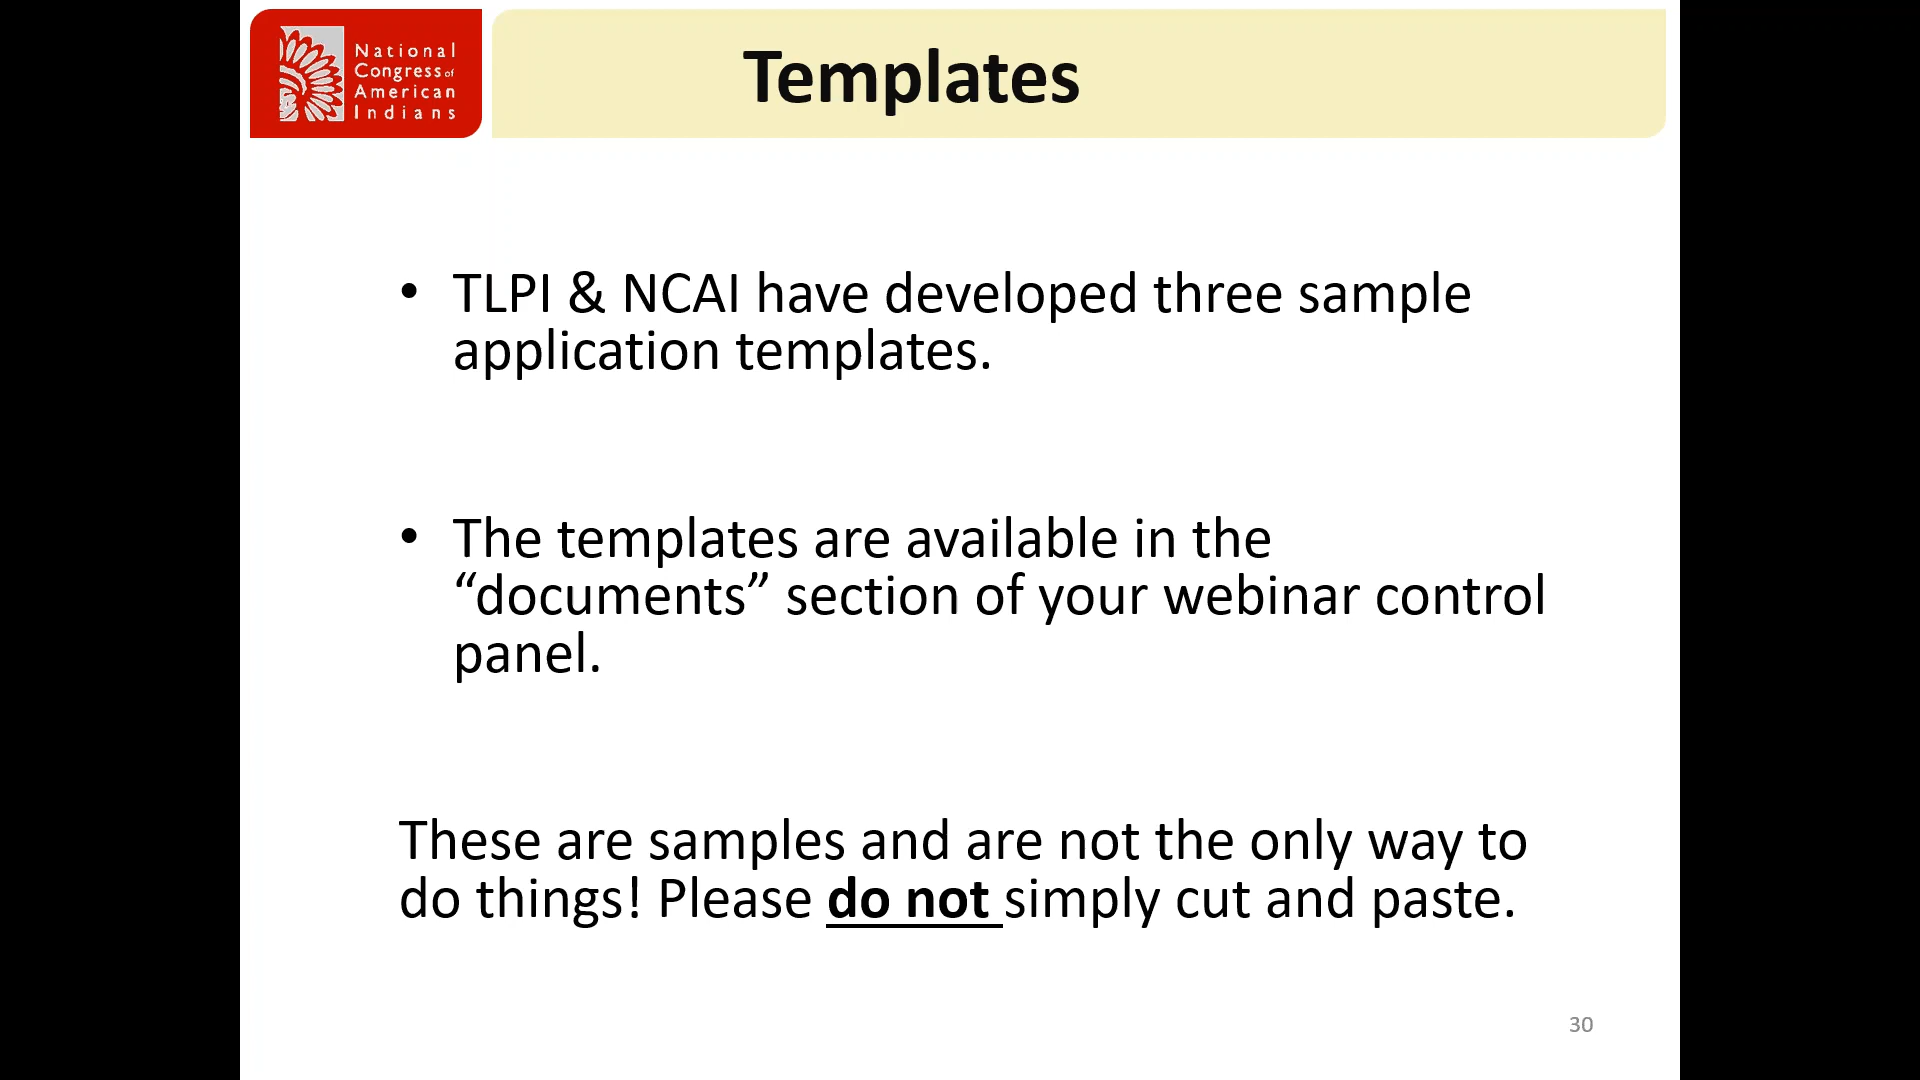 National
Congress of
American
Indians
Templates
• TLPI & NCAI have developed three sample
application templates.
• The templates are available in the
“documents” section of your webinar control
panel.
These are samples and are not the only way to
do things! Please do not simply cut and paste.
30